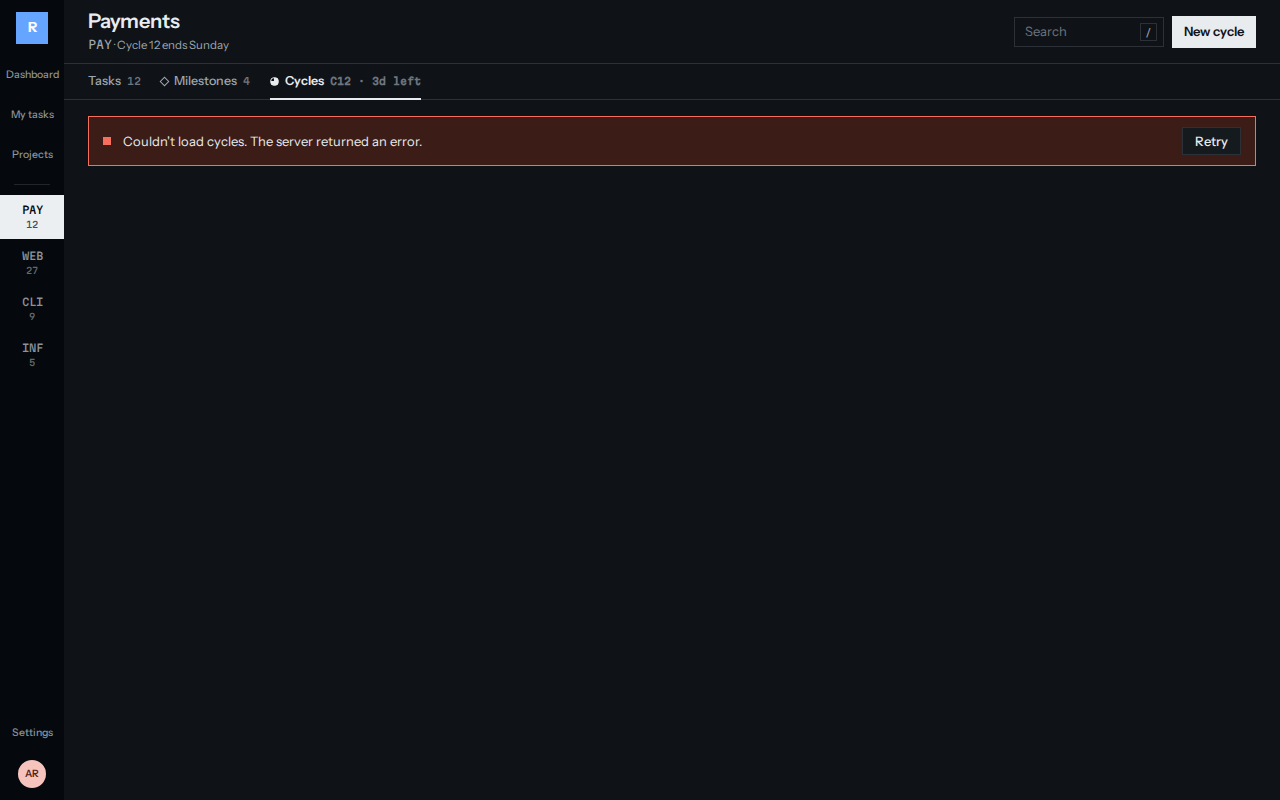 R
Dashboard
My tasks
Projects
PAY
12
WEB
27
CLI
9
INF
5
Settings
AR
Payments
PAY · Cycle 12 ends Sunday
Search /
New cycle
Tasks 12 Milestones 4 Cycles C12 · 3d left
Couldn't load cycles. The server returned an error.
Retry